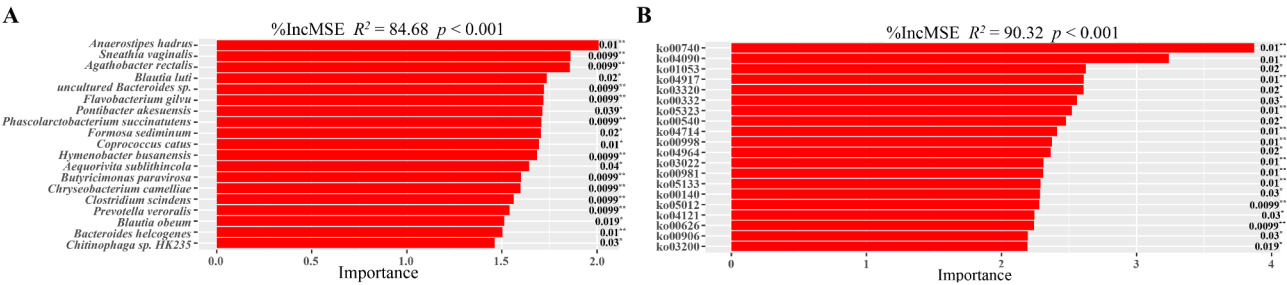 A
%IncMSE R² = 84.68 p < 0.001
Anaerostipes hadrus 0.01**
Sneathia vaginalis 0.0099**
Agathobacter rectalis 0.0099**
Blautia luti 0.02*
uncultured Bacteroides sp. 0.0099**
Flavobacterium gilvu 0.0099**
Pontibacter akesuensis 0.039*
Phascolarctobacterium succinatutens 0.0099**
Formosa sediminum 0.02*
Coprococcus catus 0.01*
Hymenobacter busanensis 0.0099**
Aequorivita sublithincola 0.04*
Butyricimonas paravirosa 0.0099**
Chryseobacterium camelliae 0.0099**
Clostridium scindens 0.0099**
Prevotella veroralis 0.0099**
Blautia obeum 0.019*
Bacteroides helcogenes 0.01**
Chitinophaga sp. HK235 0.03*
0.0 0.5 1.0 1.5 2.0
Importance
B
%IncMSE R² = 90.32 p < 0.001
ko00740 0.01**
ko04090 0.01**
ko01053 0.02*
ko04917 0.01**
ko03320 0.02*
ko00332 0.03*
ko05323 0.01**
ko00540 0.02*
ko04714 0.01**
ko00998 0.01**
ko04964 0.02*
ko03022 0.01**
ko00981 0.01**
ko05133 0.01**
ko00140 0.03*
ko05012 0.0099**
ko04121 0.03*
ko00626 0.0099**
ko00906 0.03*
ko03200 0.019*
0 1 2 3 4
Importance